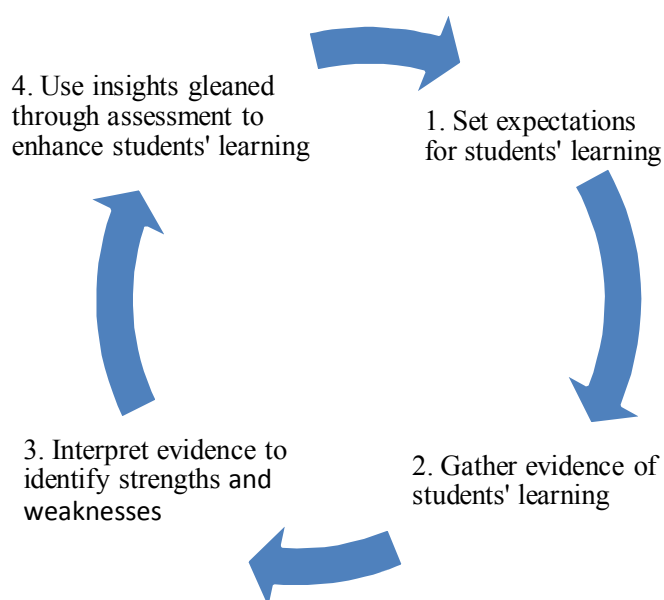 4. Use insights gleaned
through assessment to
enhance students' learning
1. Set expectations
for students' learning
3. Interpret evidence to
identify strengths and
weaknesses
2. Gather evidence of
students' learning